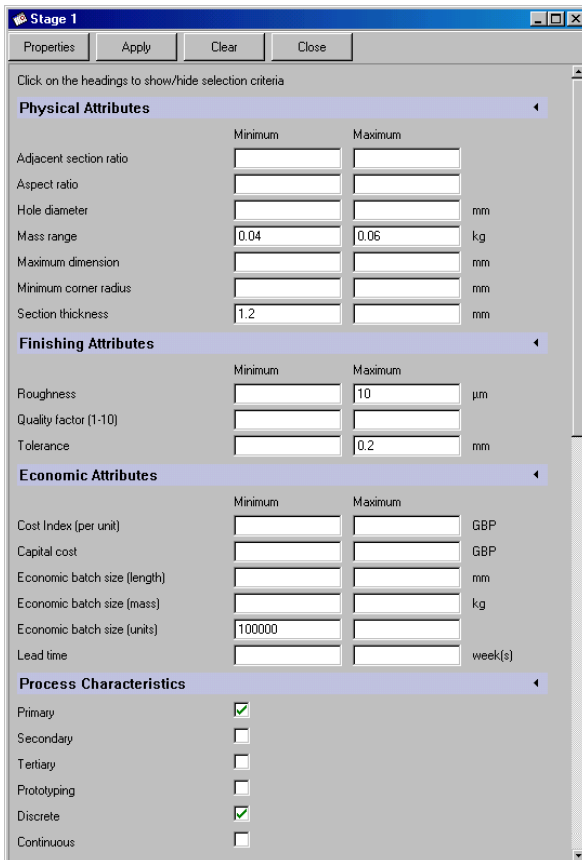 Stage 1
Properties Apply Clear Close
Click on the headings to show/hide selection criteria
Physical Attributes
Minimum Maximum
Adjacent section ratio
Aspect ratio
Hole diameter mm
Mass range 0.04 0.06 kg
Maximum dimension mm
Minimum corner radius mm
Section thickness 1.2 mm
Finishing Attributes
Minimum Maximum
Roughness 10 µm
Quality factor (1-10)
Tolerance 0.2 mm
Economic Attributes
Minimum Maximum
Cost Index (per unit) GBP
Capital cost GBP
Economic batch size (length) mm
Economic batch size (mass) kg
Economic batch size (units) 100000
Lead time week(s)
Process Characteristics
Primary
Secondary
Tertiary
Prototyping
Discrete
Continuous